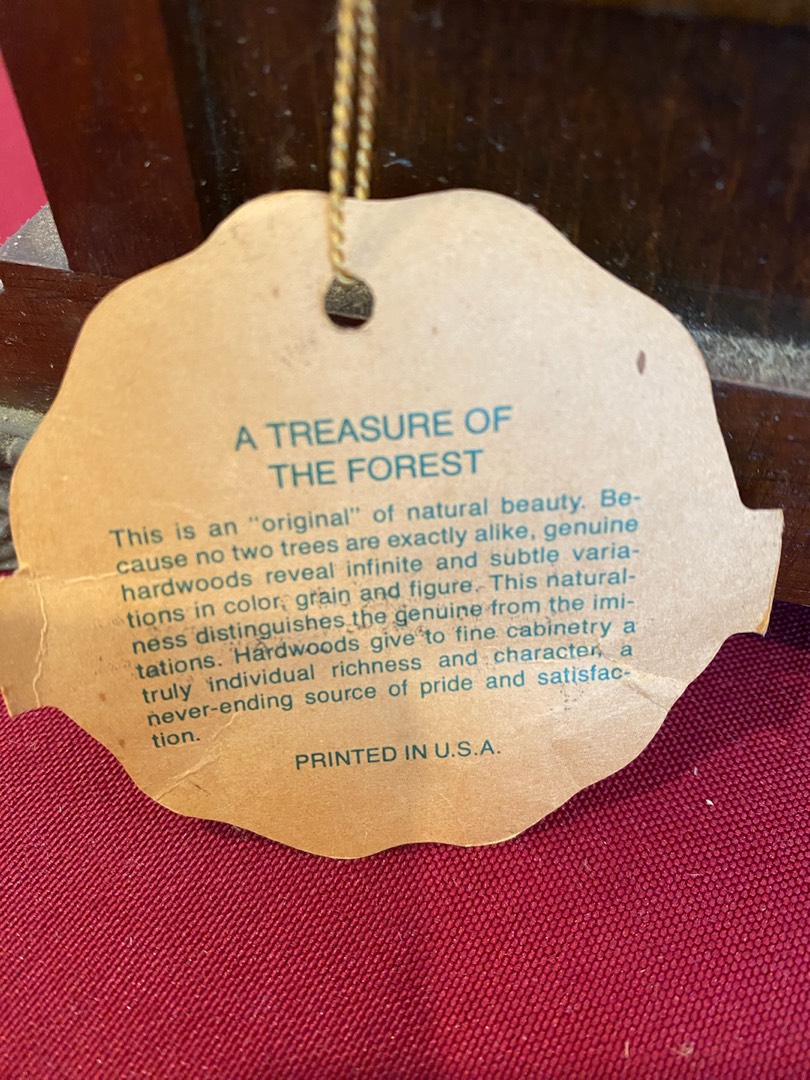 A TREASURE OF
THE FOREST
This is an "original" of natural beauty. Be-
cause no two trees are exactly alike, genuine
hardwoods reveal infinite and subtle varia-
tions in color, grain and figure. This natural-
ness distinguishes the genuine from the imi-
tations. Hardwoods give to fine cabinetry a
truly individual richness and character, a
never-ending source of pride and satisfac-
tion.
PRINTED IN U.S.A.